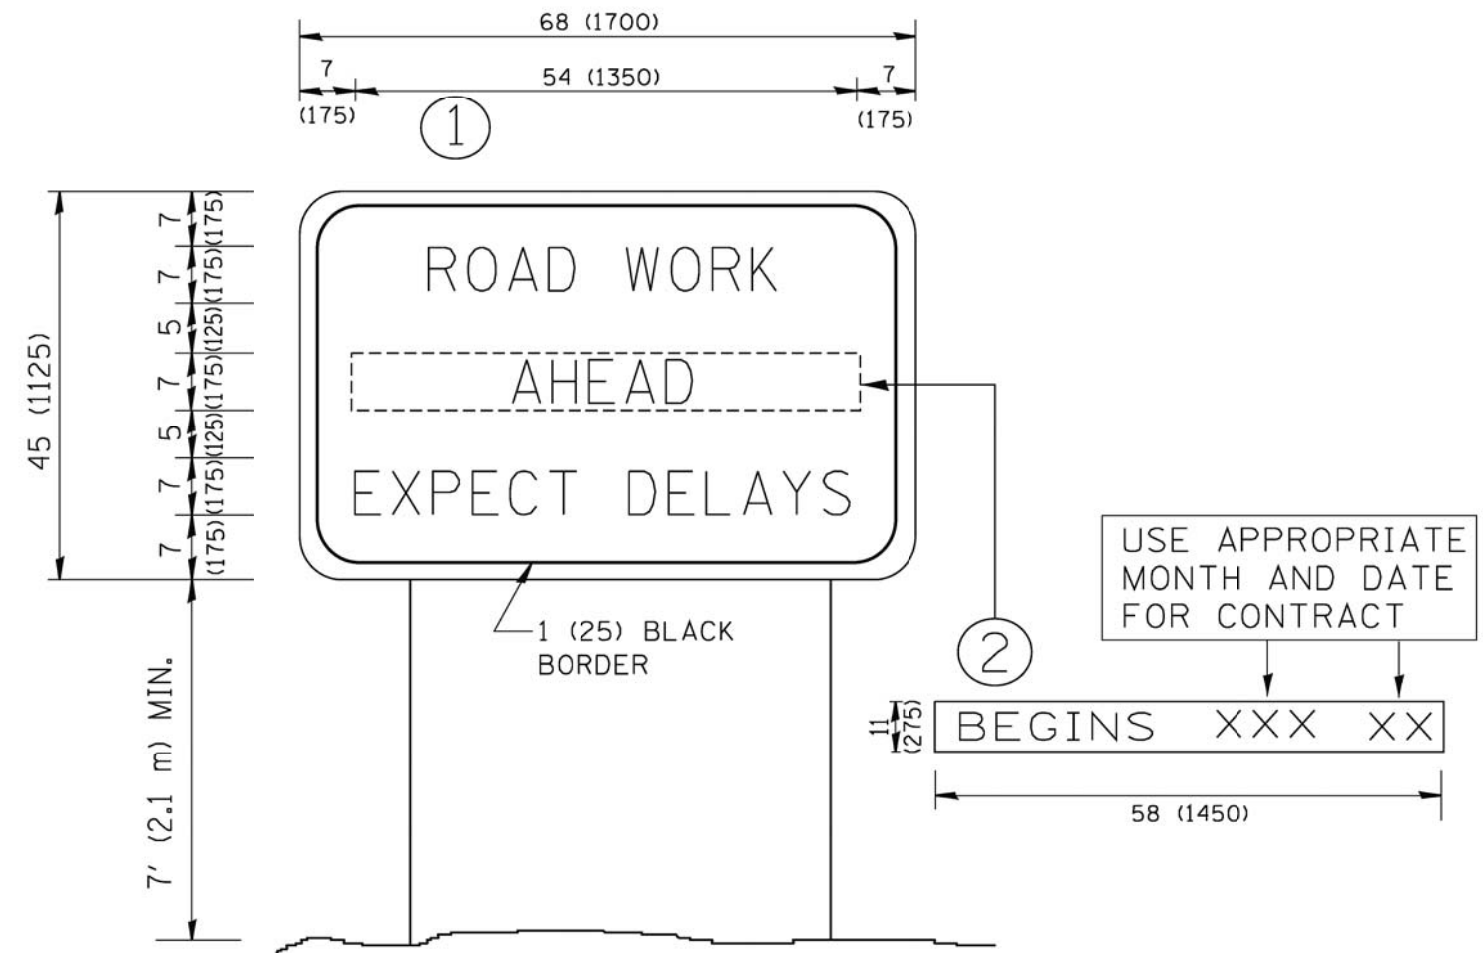 68 (1700)
7
54 (1350)
7
(175)
(175)
1
45 (1125)
7
(175)
7
(175)
5
(125)
7
(175)
5
(125)
7
(175)
7
(175)
ROAD WORK
AHEAD
EXPECT DELAYS
1 (25) BLACK
BORDER
7' (2.1 m) MIN.
2
USE APPROPRIATE
MONTH AND DATE
FOR CONTRACT
11
(275)
BEGINS XXX XX
58 (1450)